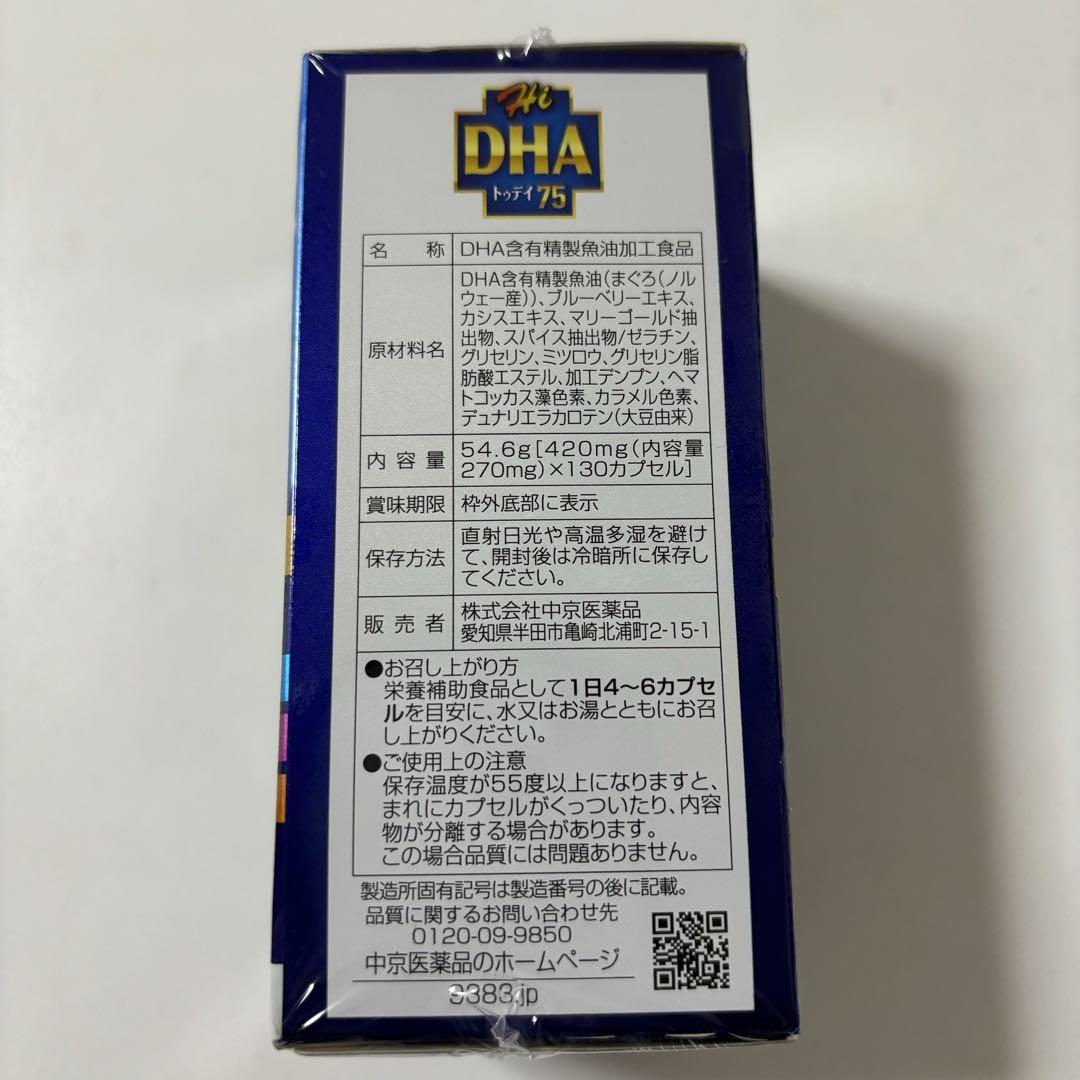 Hi
DHA
トゥデイ 75
名称 DHA含有精製魚油加工食品
原材料名
DHA含有精製魚油(まぐろ(ノル
ウェー産))、ブルーベリーエキス、
カシスエキス、マリーゴールド抽
出物、スパイス抽出物/ゼラチン、
グリセリン、ミツロウ、グリセリン脂
肪酸エステル、加工デンプン、ヘマ
トコッカス藻色素、カラメル色素、
デュナリエラカロテン(大豆由来)
内容量
54.6g[420mg(内容量
270mg)×130カプセル]
賞味期限 枠外底部に表示
保存方法
直射日光や高温多湿を避け
て、開封後は冷暗所に保存し
てください。
販売者
株式会社中京医薬品
愛知県半田市亀崎北浦町2-15-1
●お召し上がり方
栄養補助食品として1日4〜6カプセ
ルを目安に、水又はお湯とともにお召
し上がりください。
●ご使用上の注意
保存温度が55度以上になりますと、
まれにカプセルがくっついたり、内容
物が分離する場合があります。
この場合品質には問題ありません。
製造所固有記号は製造番号の後に記載。
品質に関するお問い合わせ先
0120-09-9850
中京医薬品のホームページ
9383.jp